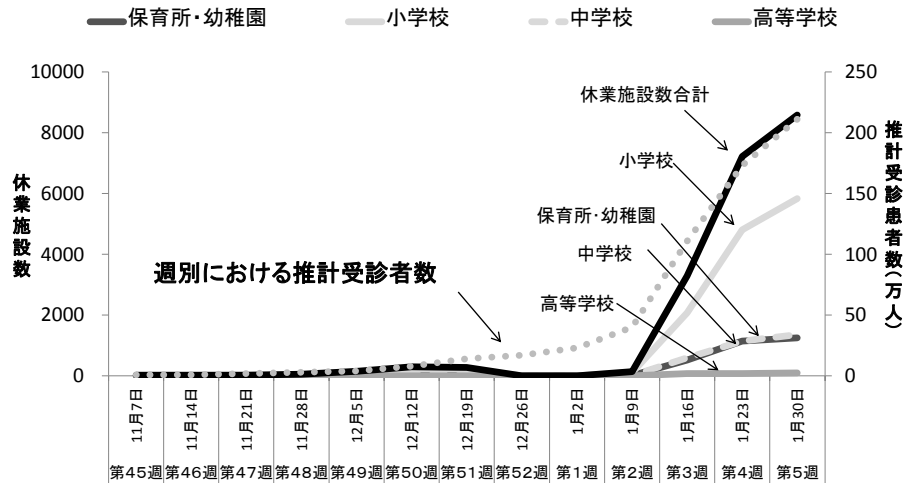 保育所・幼稚園 小学校 中学校 高等学校
10000
8000
6000
4000
2000
0
休業施設数
250
200
150
100
50
0
推計受診患者数(万人)
休業施設数合計
小学校
保育所・幼稚園
中学校
高等学校
週別における推計受診者数
11月7日 11月14日 11月21日 11月28日 12月5日 12月12日 12月19日 12月26日 1月2日 1月9日 1月16日 1月23日 1月30日
第45週 第46週 第47週 第48週 第49週 第50週 第51週 第52週 第1週 第2週 第3週 第4週 第5週